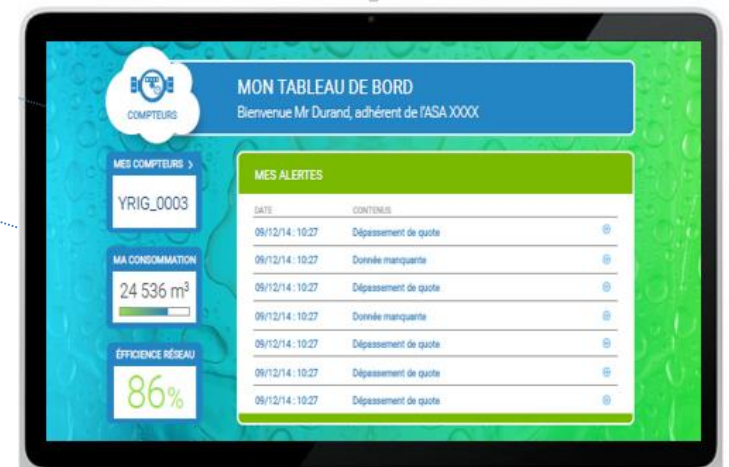 MON TABLEAU DE BORD
Bienvenue Mr Durand, adhérent de l'ASA XXXX
COMPTEURS
MES COMPTEURS >
YRIG_0003
MA CONSOMMATION
24 536 m³
ÉFFICIENCE RÉSEAU
86%
MES ALERTES
DATE CONTENUS
09/12/14 : 10:27 Dépassement de quote
09/12/14 : 10:27 Donnée manquante
09/12/14 : 10:27 Dépassement de quote
09/12/14 : 10:27 Donnée manquante
09/12/14 : 10:27 Dépassement de quote
09/12/14 : 10:27 Dépassement de quote
09/12/14 : 10:27 Dépassement de quote